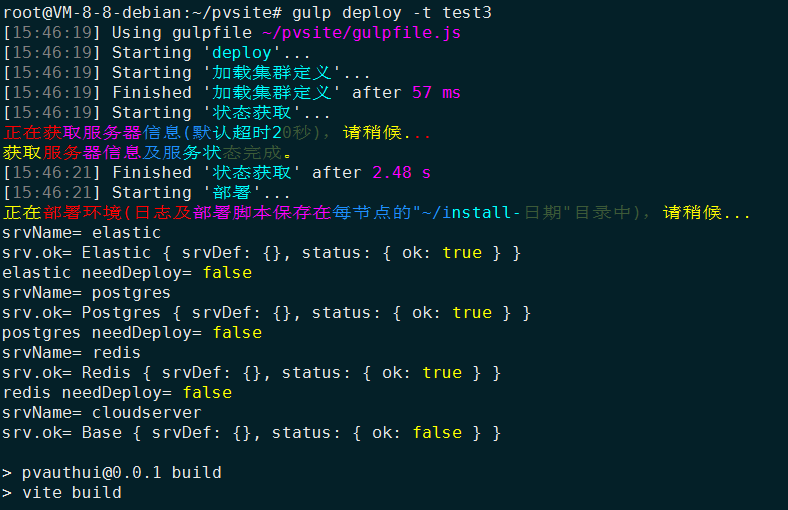 root@VM-8-8-debian:~/pvsite# gulp deploy -t test3
[15:46:19] Using gulpfile ~/pvsite/gulpfile.js
[15:46:19] Starting 'deploy'...
[15:46:19] Starting '加载集群定义'...
[15:46:19] Finished '加载集群定义' after 57 ms
[15:46:19] Starting '状态获取'...
正在获取服务器信息(默认超时20秒)，请稍候...
获取服务器信息及服务状态完成。
[15:46:21] Finished '状态获取' after 2.48 s
[15:46:21] Starting '部署'...
正在部署环境(日志及部署脚本保存在每节点的"~/install-日期"目录中)，请稍候...
srvName= elastic
srv.ok= Elastic { srvDef: {}, status: { ok: true } }
elastic needDeploy= false
srvName= postgres
srv.ok= Postgres { srvDef: {}, status: { ok: true } }
postgres needDeploy= false
srvName= redis
srv.ok= Redis { srvDef: {}, status: { ok: true } }
redis needDeploy= false
srvName= cloudserver
srv.ok= Base { srvDef: {}, status: { ok: false } }
> pvauthui@0.0.1 build
> vite build